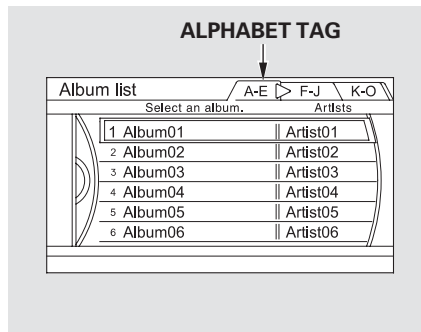 ALPHABET TAG
Album list A-E F-J K-O
Select an album. Artists
1 Album01 Artist01
2 Album02 Artist02
3 Album03 Artist03
4 Album04 Artist04
5 Album05 Artist05
6 Album06 Artist06